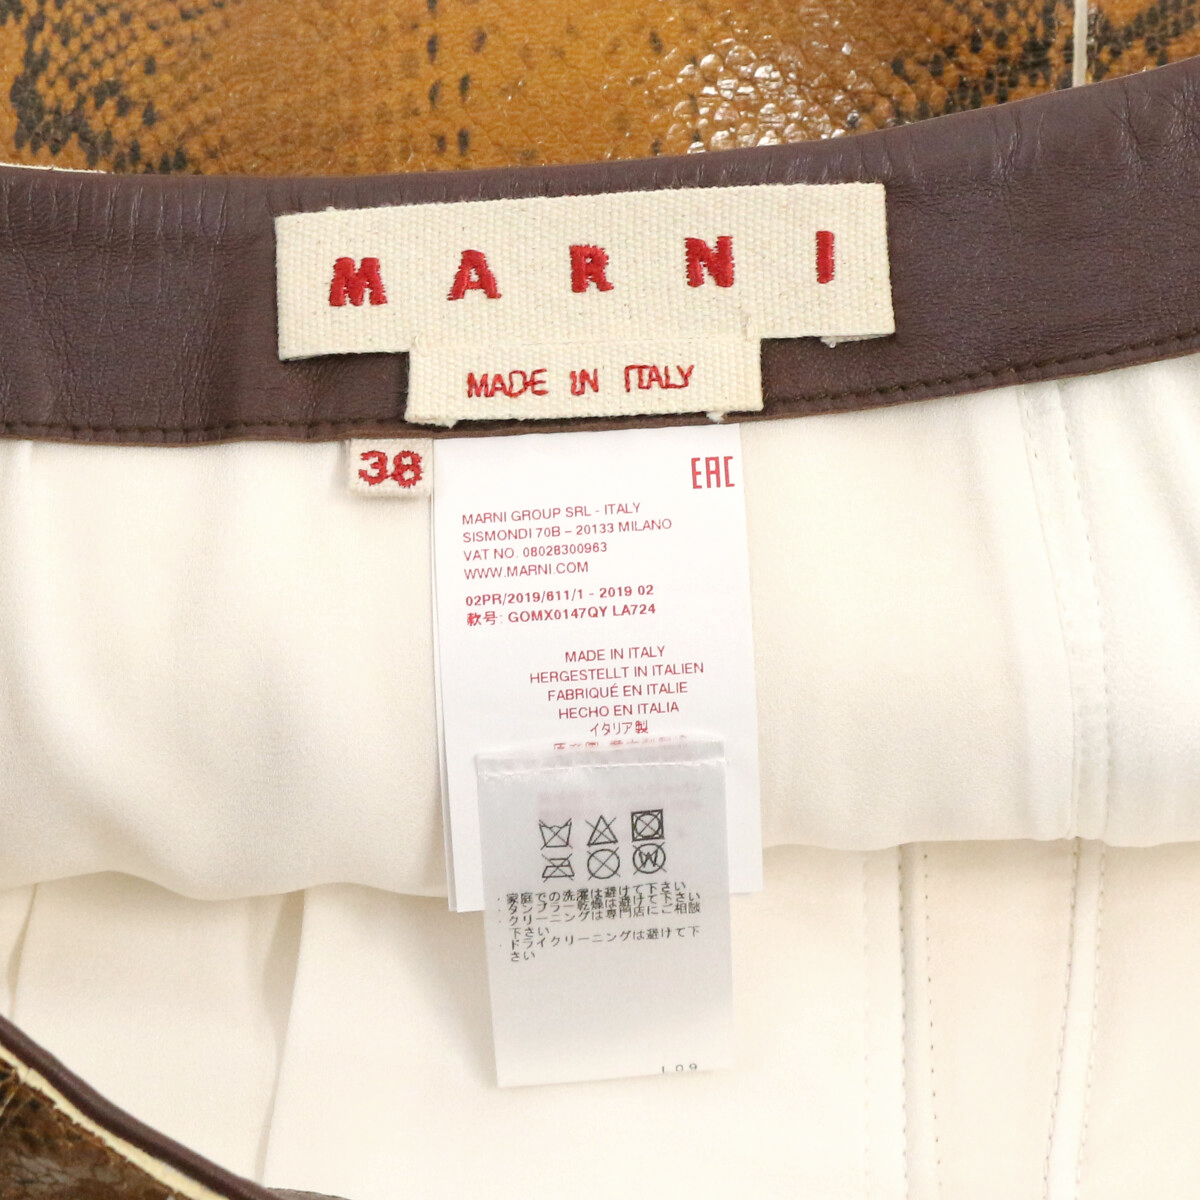 MARNI
MADE IN ITALY
38
EAC
MARNI GROUP SRL - ITALY
SISMONDI 70B – 20133 MILANO
VAT NO. 08028300963
WWW.MARNI.COM
02PR/2019/611/1 - 2019 02
款号: GOMX0147QY LA724
MADE IN ITALY
HERGESTELLT IN ITALIEN
FABRIQUÉ EN ITALIE
HECHO EN ITALIA
イタリア製
W
・家庭での洗濯は避けて下さい
・タンブラー乾燥は避けて下さい
・クリーニングは専門店にご相談
下さい
・ドライクリーニングは避けて下
さい